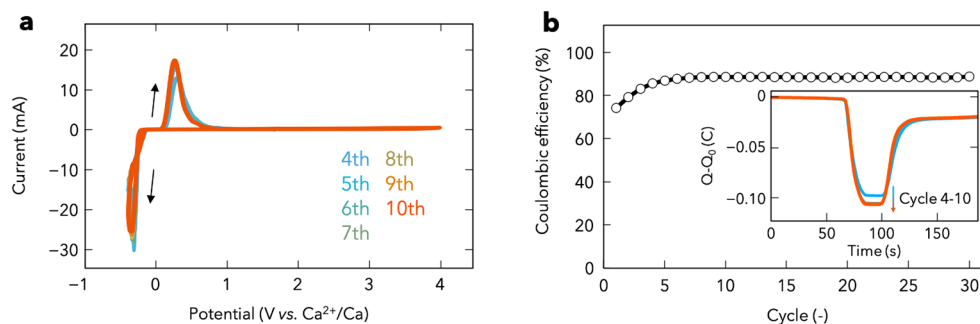 a
Current (mA)
20
10
0
−10
−20
−30
−1
0
1
2
3
4
Potential (V vs. Ca²⁺/Ca)
4th 8th
5th 9th
6th 10th
7th
b
Coulombic efficiency (%)
100
80
60
40
20
0
0
5
10
15
20
25
30
Cycle (-)
Q-Q₀ (C)
0
−0.05
−0.10
0
50
100
150
Time (s)
Cycle 4-10